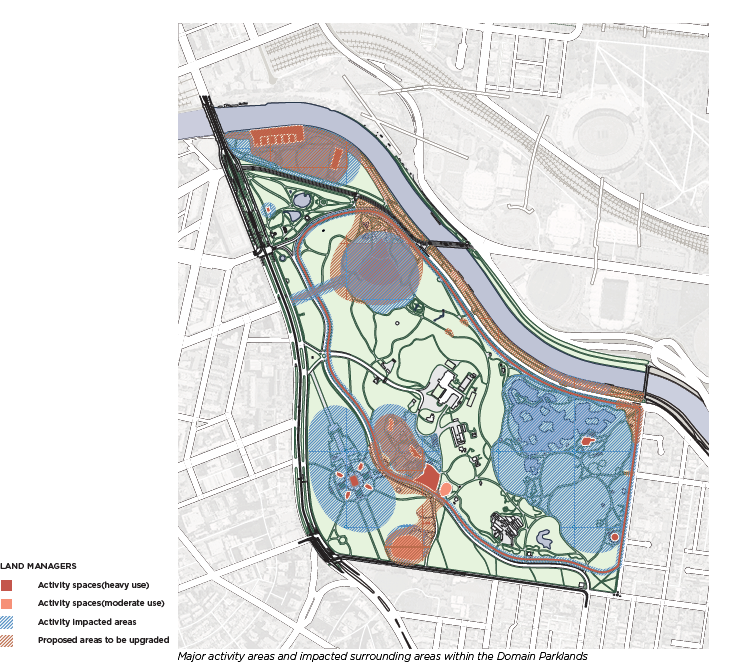 LAND MANAGERS
Activity spaces(heavy use)
Activity spaces(moderate use)
Activity impacted areas
Proposed areas to be upgraded
Major activity areas and impacted surrounding areas within the Domain Parklands